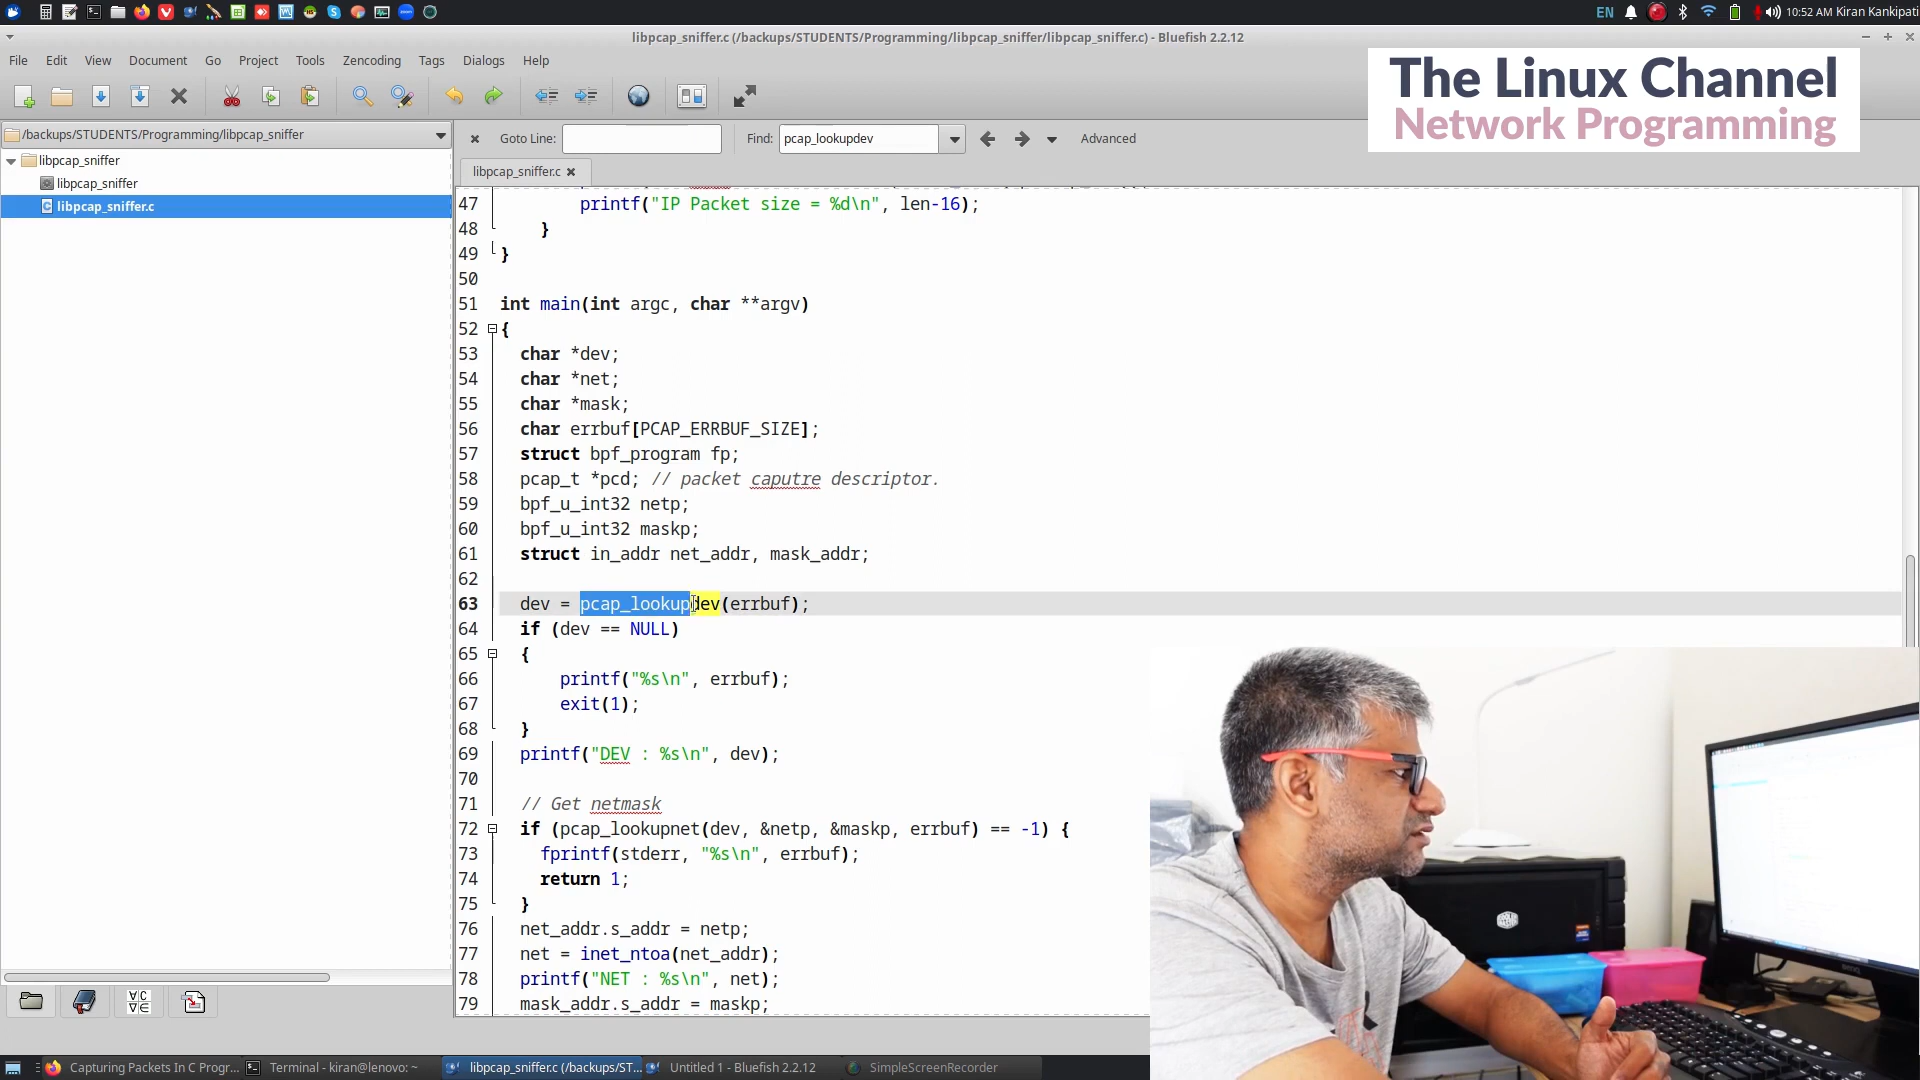 EN 10:52 AM Kiran Kankipati
libpcap_sniffer.c (/backups/STUDENTS/Programming/libpcap_sniffer/libpcap_sniffer.c) - Bluefish 2.2.12
File Edit View Document Go Project Tools Zencoding Tags Dialogs Help
The Linux Channel
Network Programming
/backups/STUDENTS/Programming/libpcap_sniffer
Goto Line: Find: pcap_lookupdev Advanced
libpcap_sniffer
libpcap_sniffer
libpcap_sniffer.c
libpcap_sniffer.c
47 printf("IP Packet size = %d\n", len-16);
48 }
49 }
50
51 int main(int argc, char **argv)
52 {
53 char *dev;
54 char *net;
55 char *mask;
56 char errbuf[PCAP_ERRBUF_SIZE];
57 struct bpf_program fp;
58 pcap_t *pcd; // packet caputre descriptor.
59 bpf_u_int32 netp;
60 bpf_u_int32 maskp;
61 struct in_addr net_addr, mask_addr;
62
63 dev = pcap_lookupdev(errbuf);
64 if (dev == NULL)
65 {
66 printf("%s\n", errbuf);
67 exit(1);
68 }
69 printf("DEV : %s\n", dev);
70
71 // Get netmask
72 if (pcap_lookupnet(dev, &netp, &maskp, errbuf) == -1) {
73 fprintf(stderr, "%s\n", errbuf);
74 return 1;
75 }
76 net_addr.s_addr = netp;
77 net = inet_ntoa(net_addr);
78 printf("NET : %s\n", net);
79 mask_addr.s_addr = maskp;
Capturing Packets In C Progr... Terminal - kiran@lenovo: ~ libpcap_sniffer.c (/backups/ST... Untitled 1 - Bluefish 2.2.12 SimpleScreenRecorder